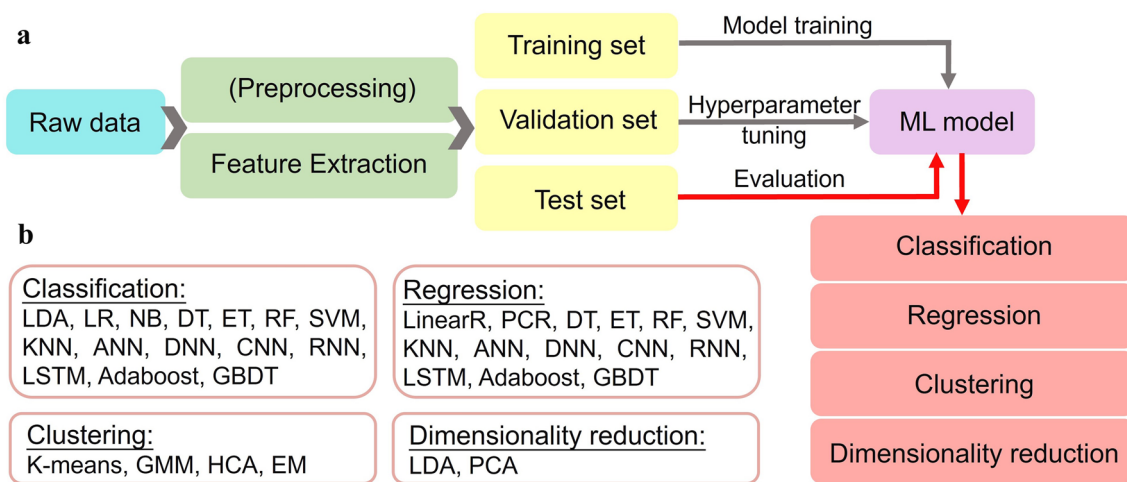 a
Raw data
(Preprocessing)
Feature Extraction
Training set
Validation set
Test set
Model training
Hyperparameter
tuning
Evaluation
ML model
Classification
Regression
Clustering
Dimensionality reduction
b
Classification:
LDA, LR, NB, DT, ET, RF, SVM,
KNN, ANN, DNN, CNN, RNN,
LSTM, Adaboost, GBDT
Regression:
LinearR, PCR, DT, ET, RF, SVM,
KNN, ANN, DNN, CNN, RNN,
LSTM, Adaboost, GBDT
Clustering:
K-means, GMM, HCA, EM
Dimensionality reduction:
LDA, PCA